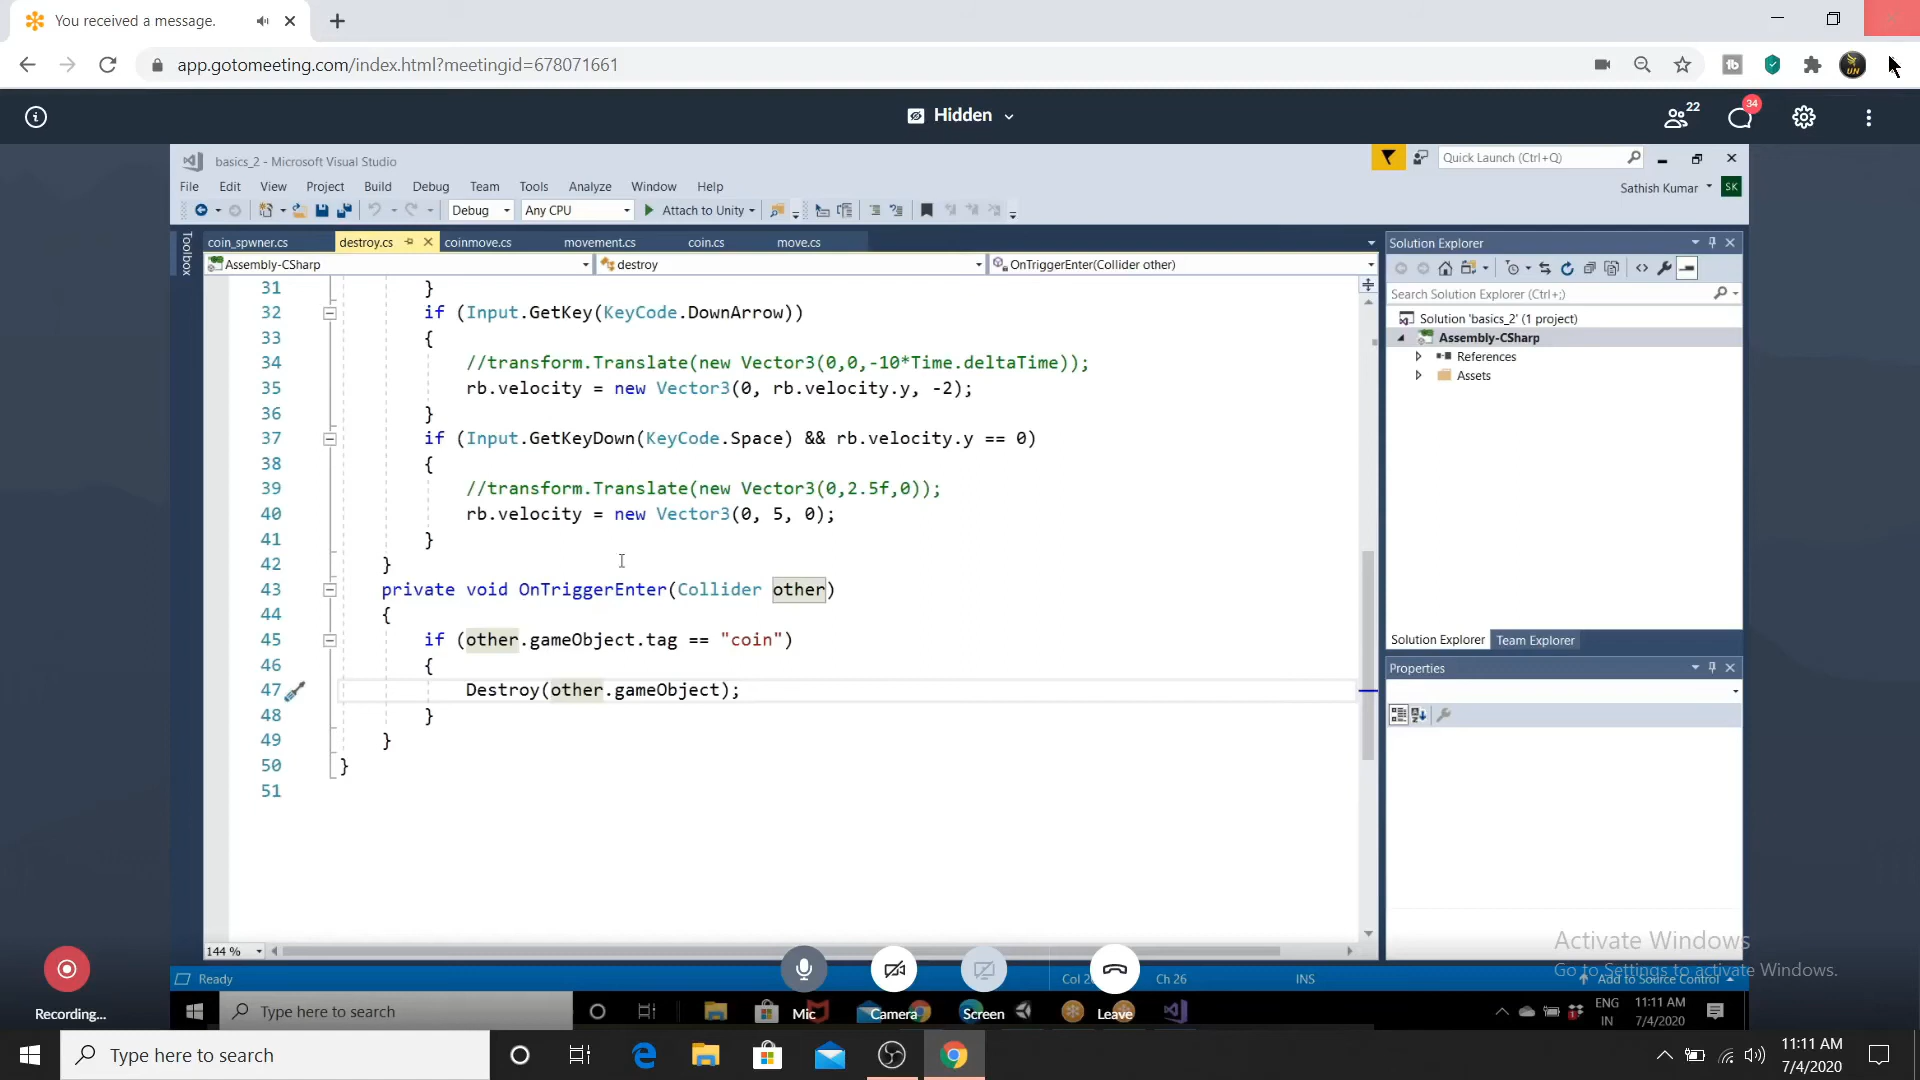 You received a message.
app.gotomeeting.com/index.html?meetingid=678071661
UN
Hidden
22
34
basics_2 - Microsoft Visual Studio
Quick Launch (Ctrl+Q)
File Edit View Project Build Debug Team Tools Analyze Window Help
Sathish Kumar SK
Debug Any CPU Attach to Unity
Toolbox
coin_spwner.cs destroy.cs coinmove.cs movement.cs coin.cs move.cs
Assembly-CSharp destroy OnTriggerEnter(Collider other)
31 }
32 if (Input.GetKey(KeyCode.DownArrow))
33 {
34 //transform.Translate(new Vector3(0,0,-10*Time.deltaTime));
35 rb.velocity = new Vector3(0, rb.velocity.y, -2);
36 }
37 if (Input.GetKeyDown(KeyCode.Space) && rb.velocity.y == 0)
38 {
39 //transform.Translate(new Vector3(0,2.5f,0));
40 rb.velocity = new Vector3(0, 5, 0);
41 }
42 }
43 private void OnTriggerEnter(Collider other)
44 {
45 if (other.gameObject.tag == "coin")
46 {
47 Destroy(other.gameObject);
48 }
49 }
50 }
51
144 %
Solution Explorer
Search Solution Explorer (Ctrl+;)
Solution 'basics_2' (1 project)
Assembly-CSharp
References
Assets
Solution Explorer Team Explorer
Properties
Activate Windows
Go to Settings to activate Windows.
Ready Ch 26 INS Add to Source Control
Recording...
Type here to search
Mic Camera Screen Leave
ENG
IN
11:11 AM
7/4/2020
Type here to search
11:11 AM
7/4/2020